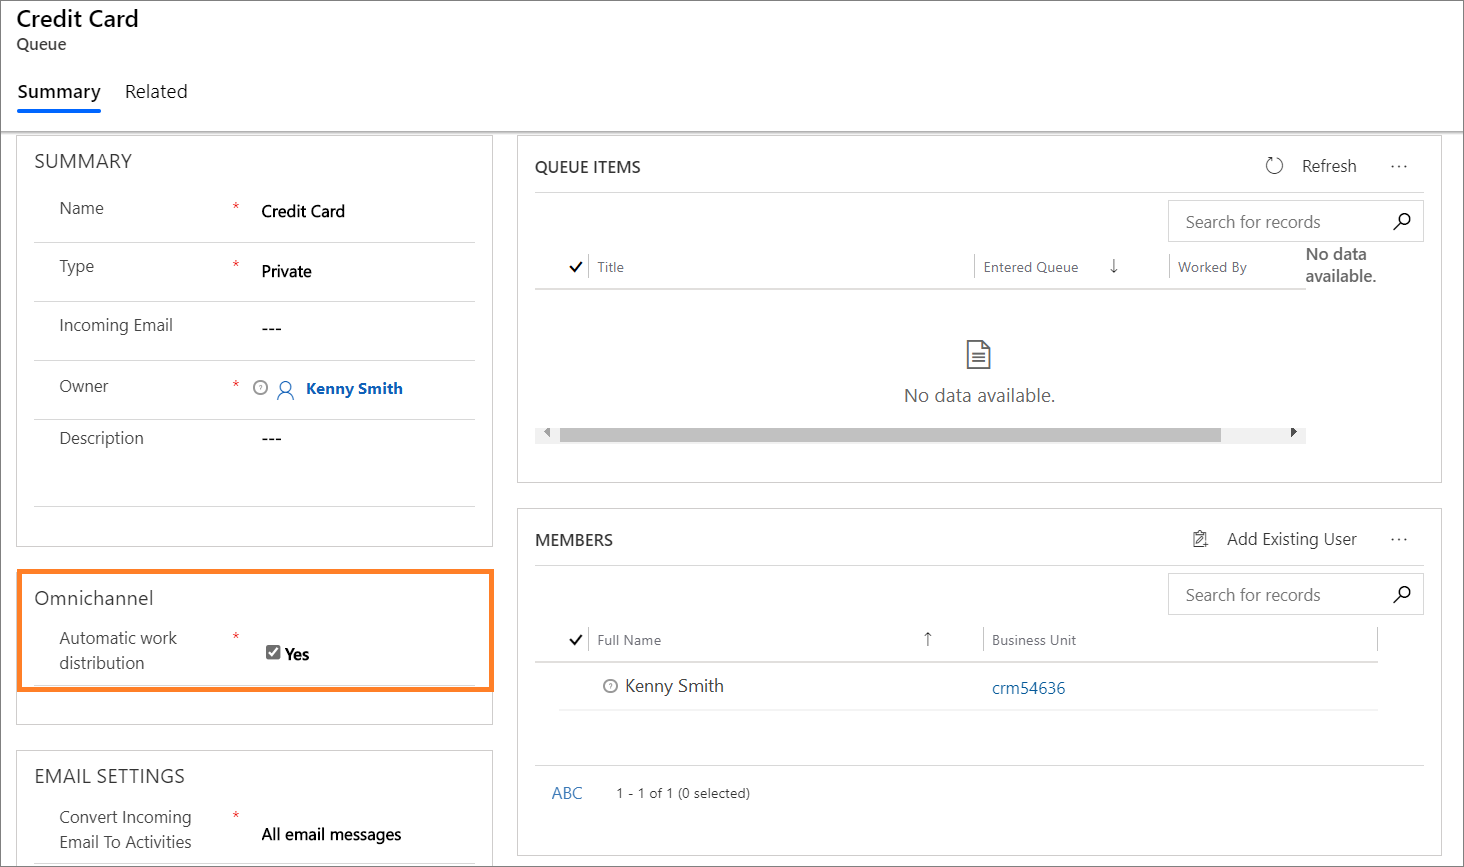 Credit Card
Queue
Summary Related
SUMMARY
Name * Credit Card
Type * Private
Incoming Email ---
Owner * Kenny Smith
Description ---
Omnichannel
Automatic work
distribution * Yes
EMAIL SETTINGS
Convert Incoming
Email To Activities * All email messages
QUEUE ITEMS Refresh ...
Search for records
Title Entered Queue ↓ Worked By
No data
available.
No data available.
MEMBERS Add Existing User ...
Search for records
Full Name ↑ Business Unit
Kenny Smith crm54636
ABC 1 - 1 of 1 (0 selected)